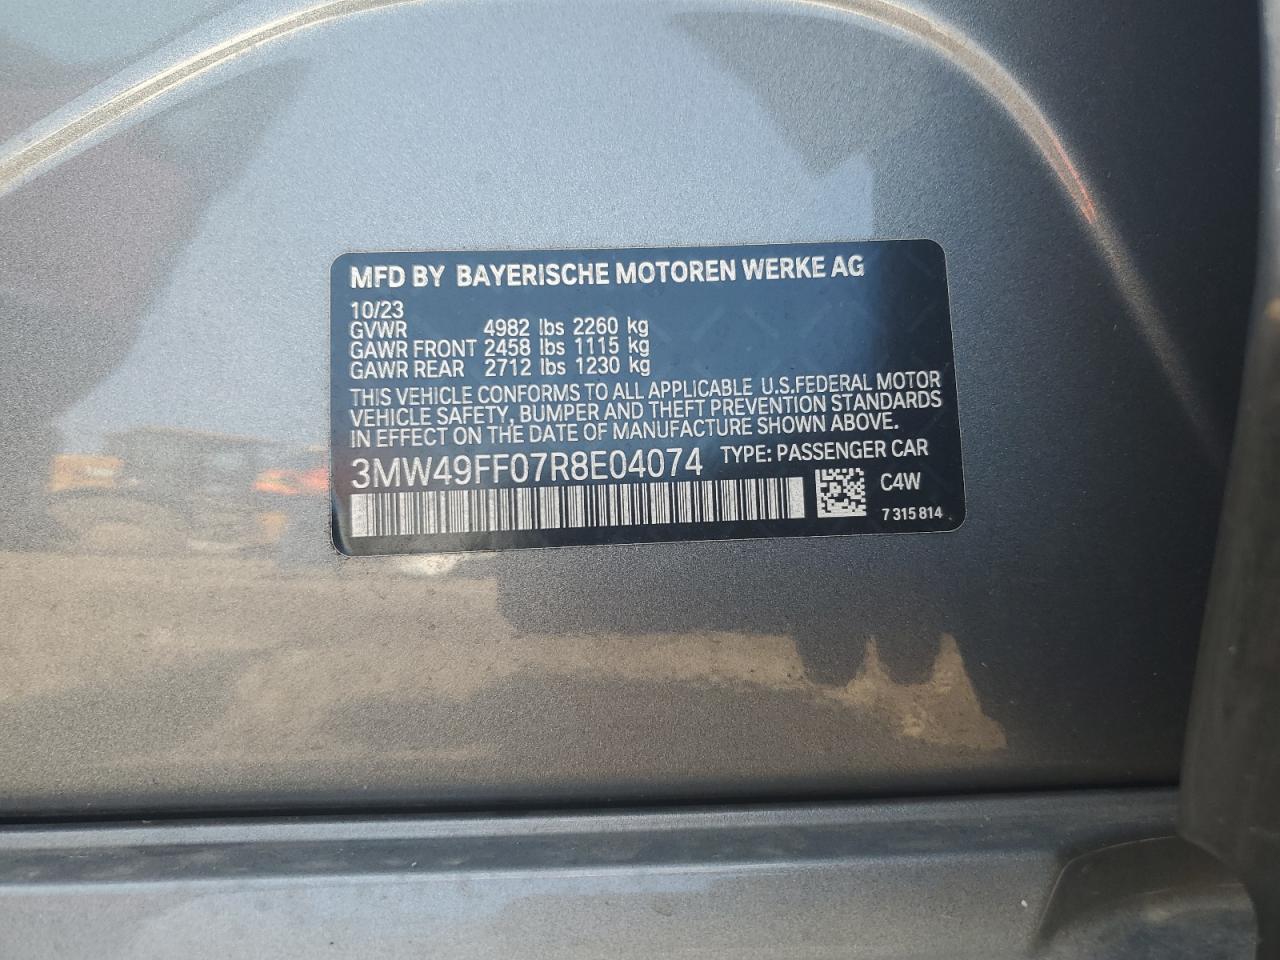 MFD BY BAYERISCHE MOTOREN WERKE AG
10/23
GVWR 4982 lbs 2260 kg
GAWR FRONT 2458 lbs 1115 kg
GAWR REAR 2712 lbs 1230 kg
THIS VEHICLE CONFORMS TO ALL APPLICABLE U.S.FEDERAL MOTOR
VEHICLE SAFETY, BUMPER AND THEFT PREVENTION STANDARDS
IN EFFECT ON THE DATE OF MANUFACTURE SHOWN ABOVE.
3MW49FF07R8E04074 TYPE: PASSENGER CAR
C4W
7 315 814